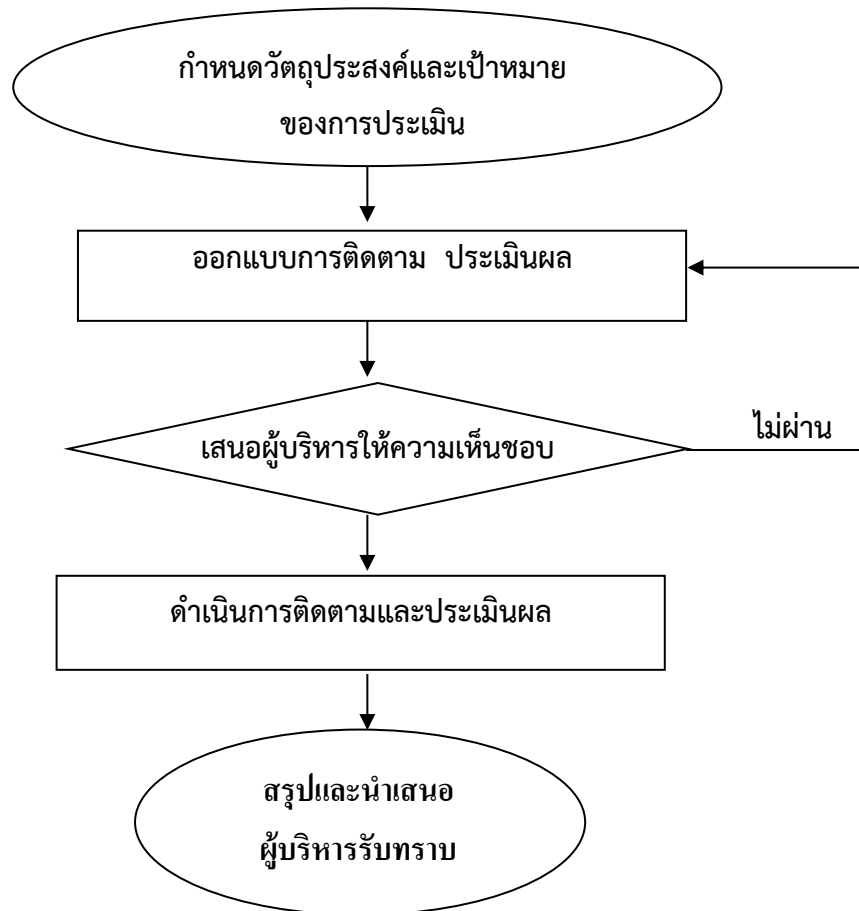 กำหนดวัตถุประสงค์และเป้าหมาย
ของการประเมิน
ออกแบบการติดตาม ประเมินผล
เสนอผู้บริหารให้ความเห็นชอบ
ไม่ผ่าน
ดำเนินการติดตามและประเมินผล
สรุปและนำเสนอ
ผู้บริหารรับทราบ